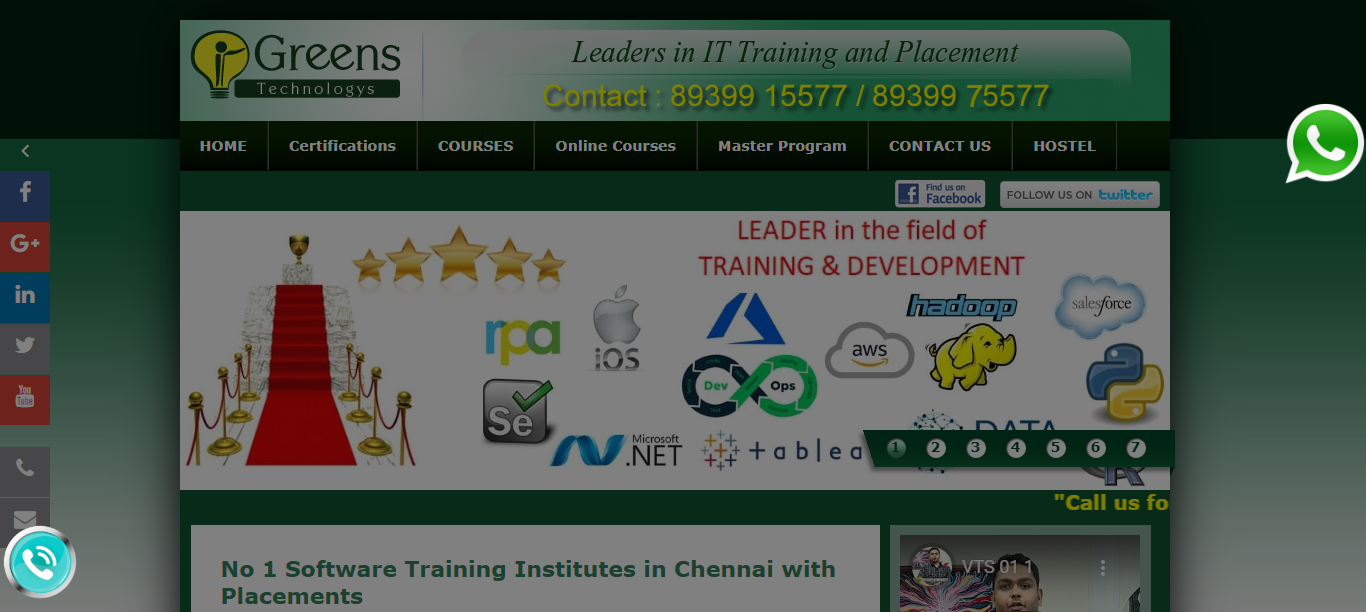 Greens
Technologys
Leaders in IT Training and Placement
Contact : 89399 15577 / 89399 75577
HOME
Certifications
COURSES
Online Courses
Master Program
CONTACT US
HOSTEL
Find us on
Facebook
FOLLOW US ON twitter
f
G+
in
You
Tube
LEADER in the field of
TRAINING & DEVELOPMENT
rpa
iOS
hadoop
salesforce
aws
Dev Ops
Se
Microsoft
.NET
+ a b l e a
DATA
R
1 2 3 4 5 6 7
"Call us fo
No 1 Software Training Institutes in Chennai with
Placements
VTS 01 1